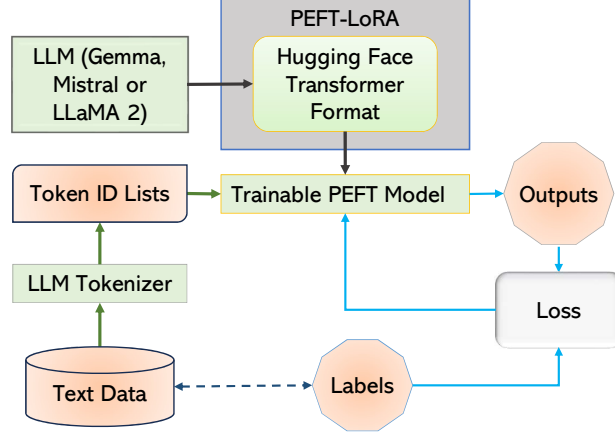 PEFT-LoRA
LLM (Gemma,
Mistral or
LLaMA 2)
Hugging Face
Transformer
Format
Token ID Lists
Trainable PEFT Model
Outputs
LLM Tokenizer
Loss
Text Data
Labels